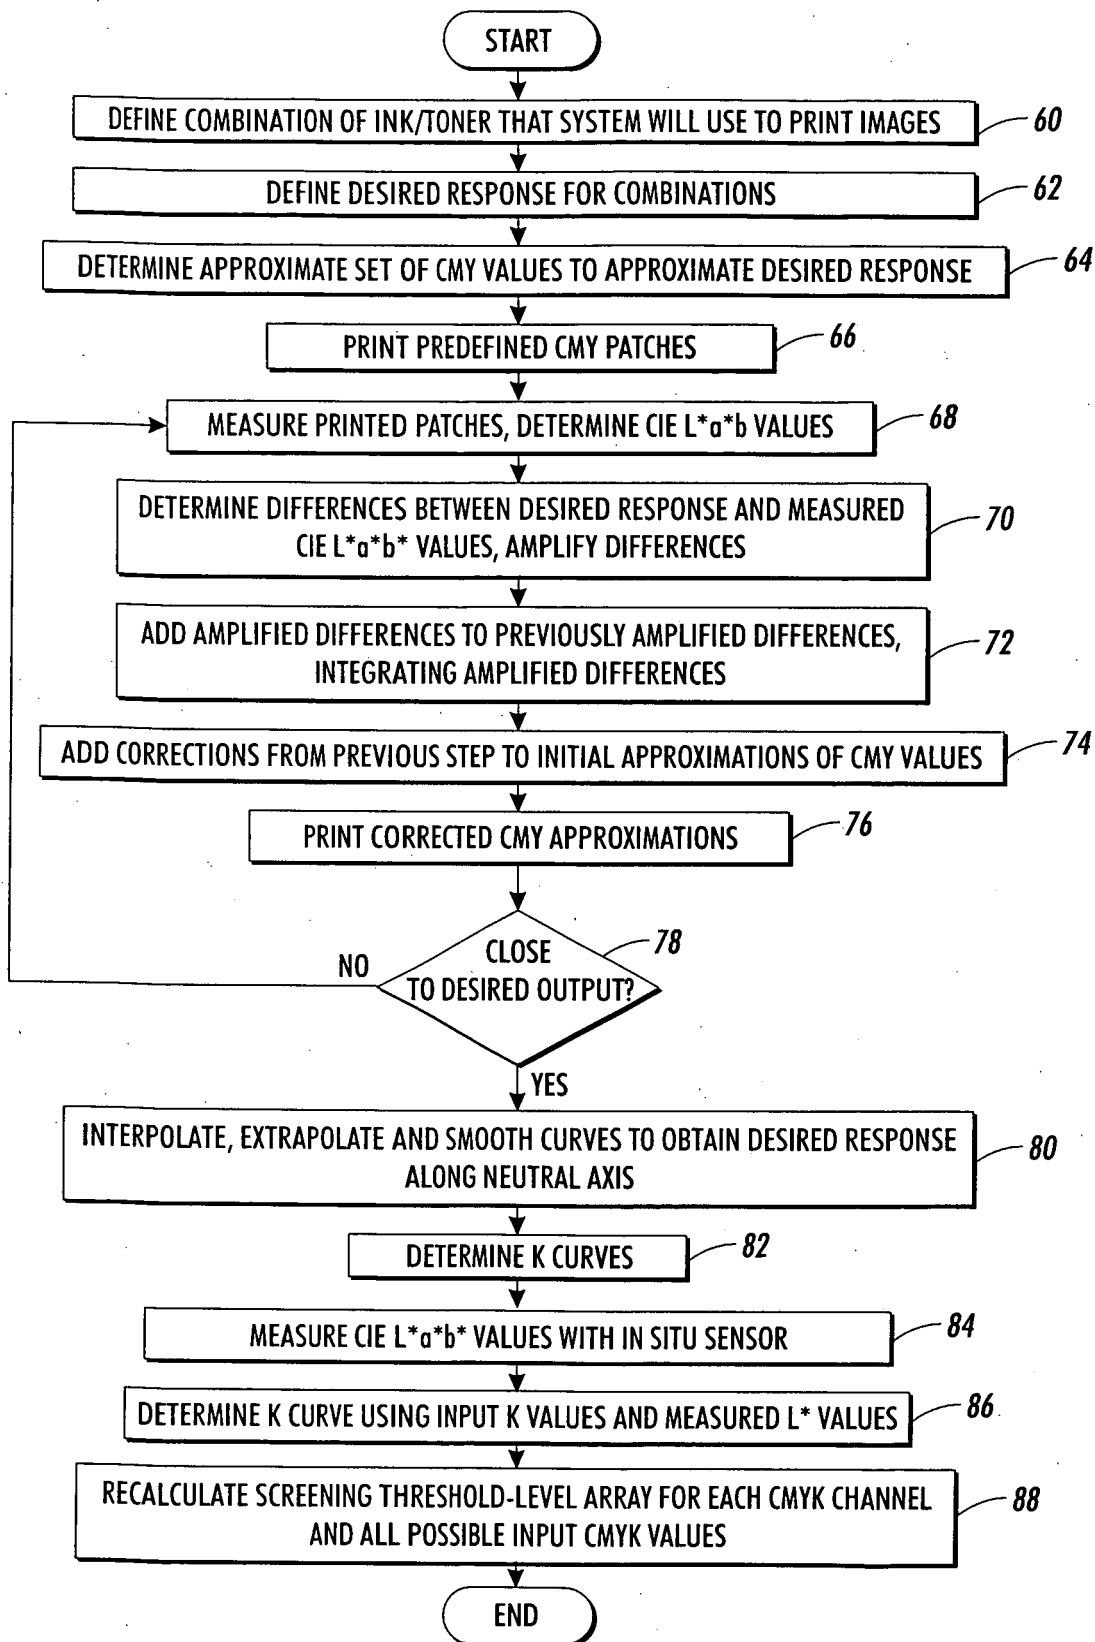 START
DEFINE COMBINATION OF INK/TONER THAT SYSTEM WILL USE TO PRINT IMAGES
60
DEFINE DESIRED RESPONSE FOR COMBINATIONS
62
DETERMINE APPROXIMATE SET OF CMY VALUES TO APPROXIMATE DESIRED RESPONSE
64
PRINT PREDEFINED CMY PATCHES
66
MEASURE PRINTED PATCHES, DETERMINE CIE L*a*b VALUES
68
DETERMINE DIFFERENCES BETWEEN DESIRED RESPONSE AND MEASURED
CIE L*a*b* VALUES, AMPLIFY DIFFERENCES
70
ADD AMPLIFIED DIFFERENCES TO PREVIOUSLY AMPLIFIED DIFFERENCES,
INTEGRATING AMPLIFIED DIFFERENCES
72
ADD CORRECTIONS FROM PREVIOUS STEP TO INITIAL APPROXIMATIONS OF CMY VALUES
74
PRINT CORRECTED CMY APPROXIMATIONS
76
CLOSE
TO DESIRED OUTPUT?
78
NO
YES
INTERPOLATE, EXTRAPOLATE AND SMOOTH CURVES TO OBTAIN DESIRED RESPONSE
ALONG NEUTRAL AXIS
80
DETERMINE K CURVES
82
MEASURE CIE L*a*b* VALUES WITH IN SITU SENSOR
84
DETERMINE K CURVE USING INPUT K VALUES AND MEASURED L* VALUES
86
RECALCULATE SCREENING THRESHOLD-LEVEL ARRAY FOR EACH CMYK CHANNEL
AND ALL POSSIBLE INPUT CMYK VALUES
88
END